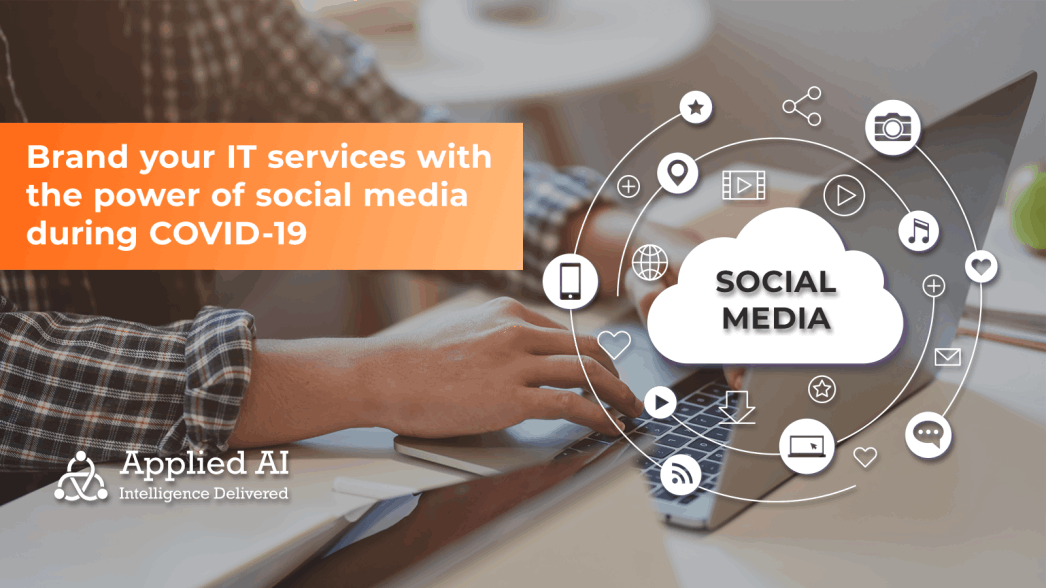 Brand your IT services with
the power of social media
during COVID-19
SOCIAL
MEDIA
Applied AI
Intelligence Delivered